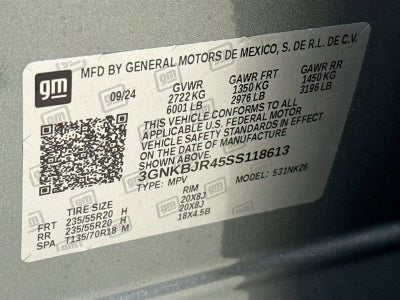 gm
MFD BY GENERAL MOTORS DE MEXICO, S. DE R.L. DE C.V.
09/24 GVWR GAWR FRT GAWR RR
2722 KG 1350 KG 1450 KG
6001 LB 2976 LB 3196 LB
THIS VEHICLE CONFORMS TO ALL
APPLICABLE U.S. FEDERAL MOTOR
VEHICLE SAFETY STANDARDS IN EFFECT
ON THE DATE OF MANUFACTURE
SHOWN ABOVE.
3GNKBJR45SS118613
TYPE: MPV MODEL: 531NK26
TIRE SIZE RIM
FRT 235/55R20 H 20X8J
RR 235/55R20 H 20X8J
SPA T135/70R18 M 18X4.5B